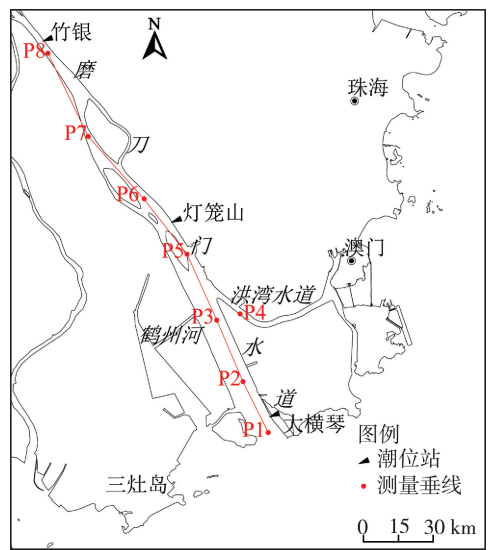 竹银
P8
N
磨
珠海
P7
刀
P6
灯笼山
门
P5
澳门
洪湾水道
P4
P3
鹤州河
水
P2
道
大横琴
P1
图例
潮位站
测量垂线
三灶岛
0 15 30 km